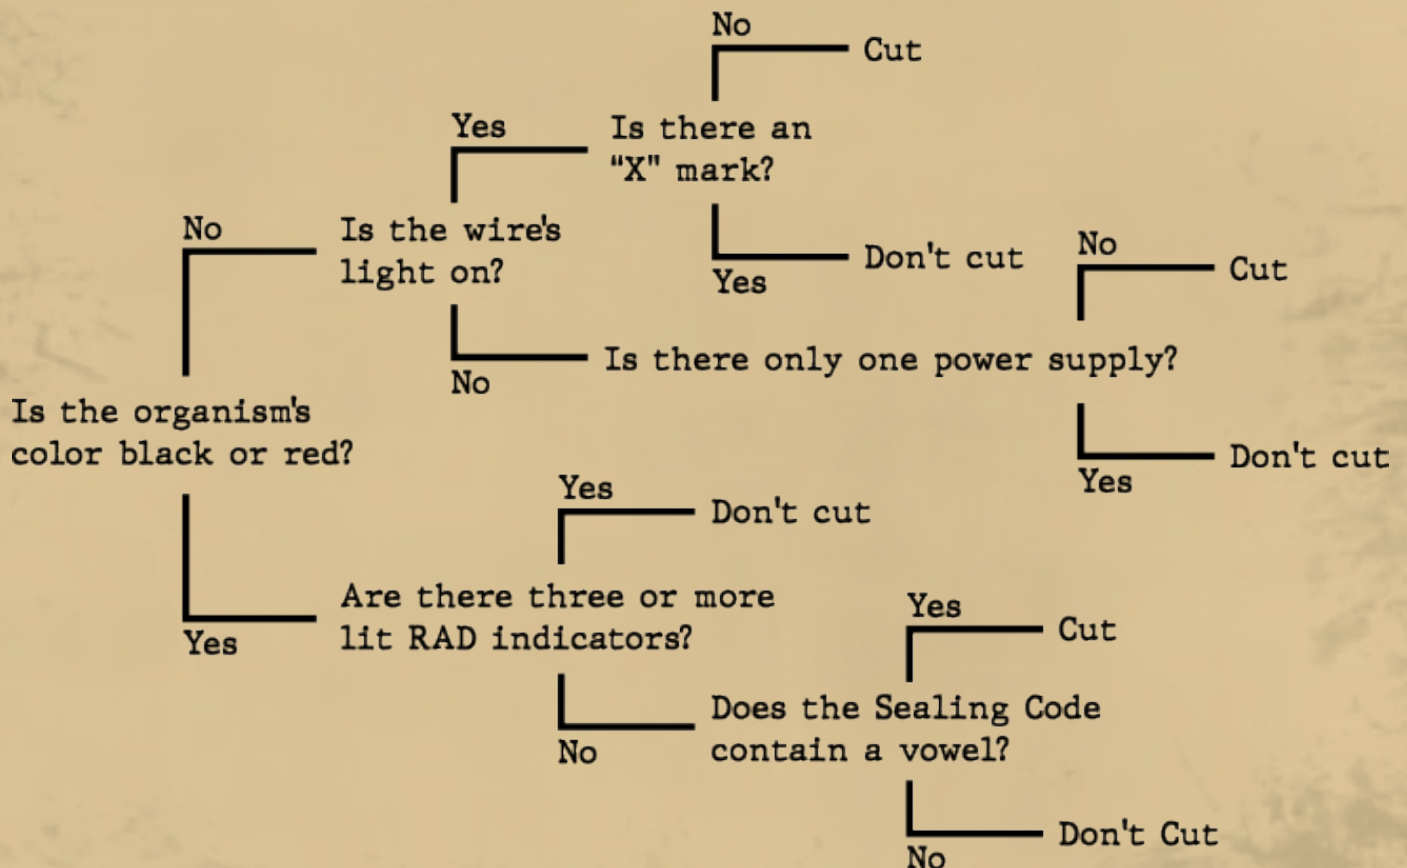 No
Cut
Yes
Is there an
“X" mark?
No
Is the wire's
light on?
Yes
Don't cut
No
Cut
No
Is there only one power supply?
Is the organism's
color black or red?
Yes
Don't cut
Yes
Don't cut
Yes
Are there three or more
lit RAD indicators?
Yes
Cut
No
Does the Sealing Code
contain a vowel?
No
Don't Cut